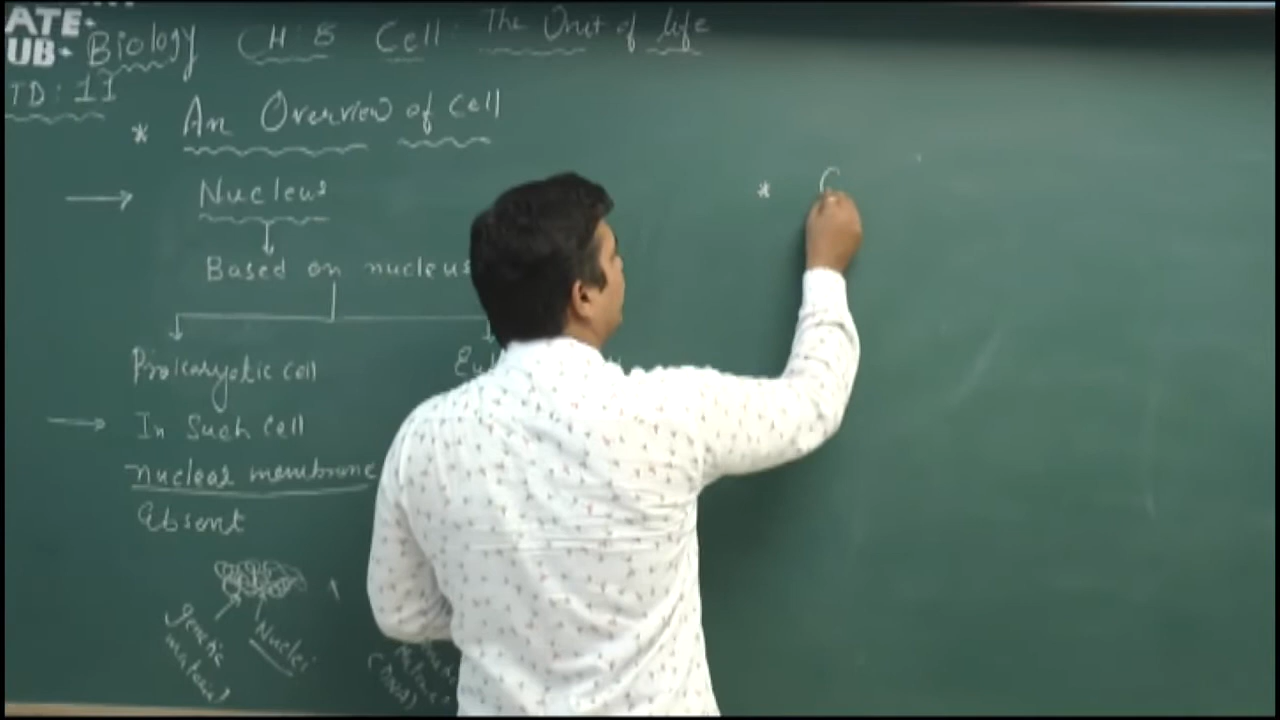 ATE
UB
Biology CH:8 Cell: The Unit of life
TD: 11
* An Overview of cell
→ Nucleus
Based on nucleus
Prokaryotic cell
→ In Such cell
nuclear membrane
Absent
genetic
material
Nuclei
(DNA)
*